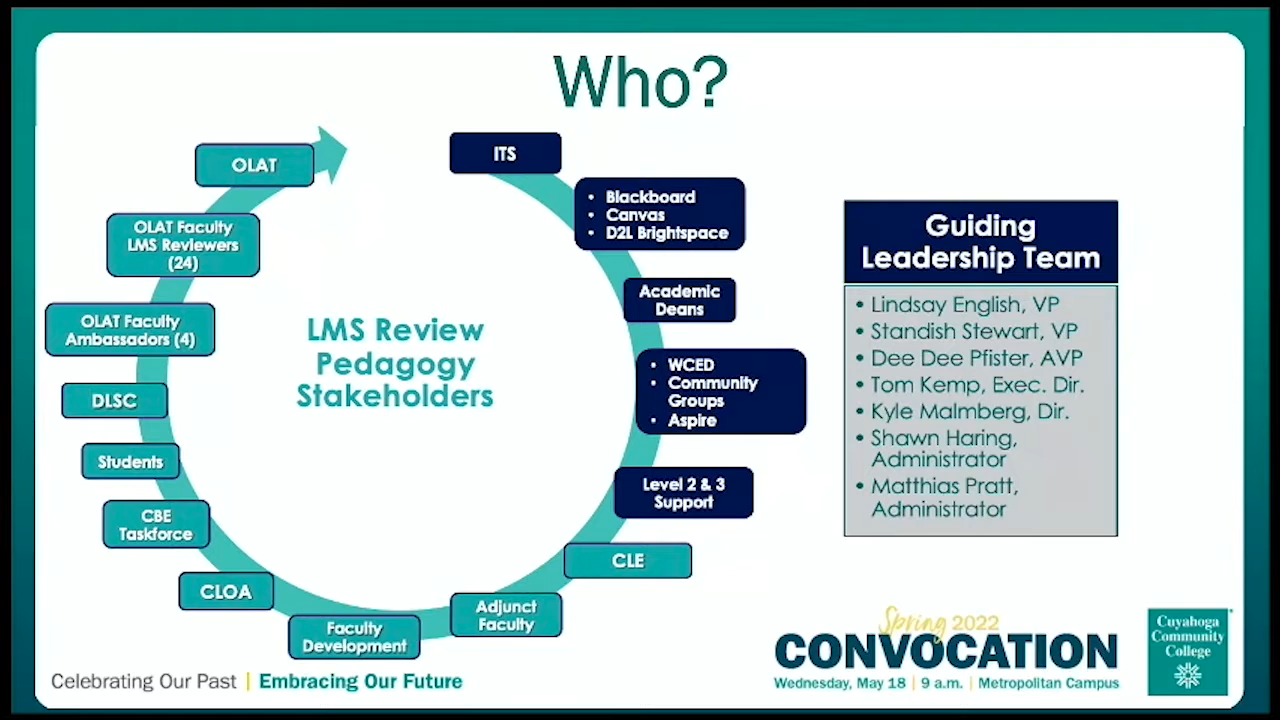 Who?
OLAT
OLAT Faculty
LMS Reviewers
(24)
OLAT Faculty
Ambassadors (4)
DLSC
Students
CBE
Taskforce
CLOA
Faculty
Development
Adjunct
Faculty
CLE
Level 2 & 3
Support
• WCED
• Community
Groups
• Aspire
Academic
Deans
• Blackboard
• Canvas
• D2L Brightspace
ITS
LMS Review
Pedagogy
Stakeholders
Guiding
Leadership Team
• Lindsay English, VP
• Standish Stewart, VP
• Dee Dee Pfister, AVP
• Tom Kemp, Exec. Dir.
• Kyle Malmberg, Dir.
• Shawn Haring,
Administrator
• Matthias Pratt,
Administrator
Celebrating Our Past | Embracing Our Future
Spring 2022
CONVOCATION
Wednesday, May 18 | 9 a.m. | Metropolitan Campus
Cuyahoga
Community
College